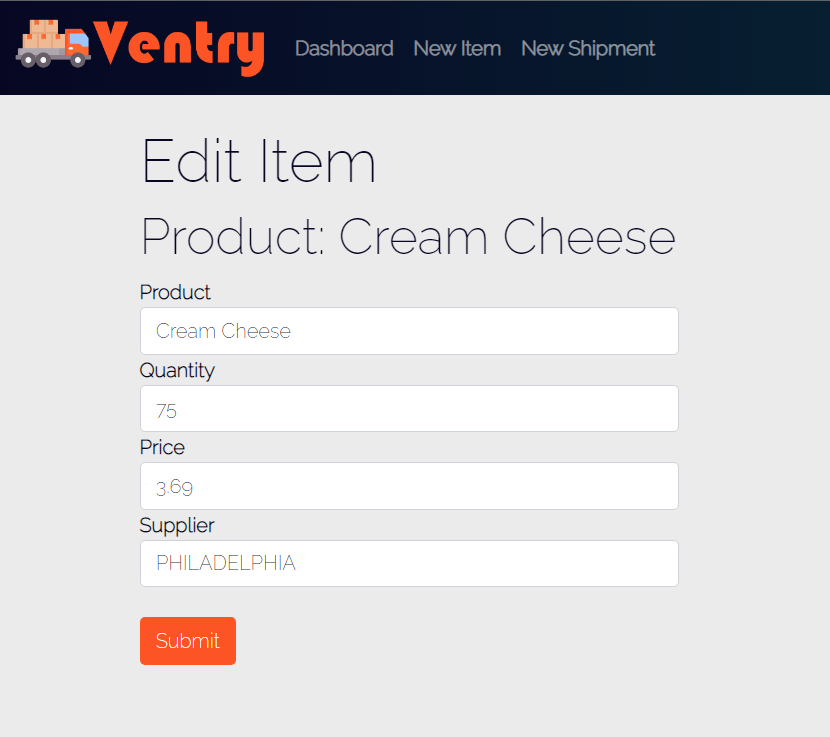 Ventry Dashboard New Item New Shipment
Edit Item
Product: Cream Cheese
Product
Cream Cheese
Quantity
75
Price
3.69
Supplier
PHILADELPHIA
Submit